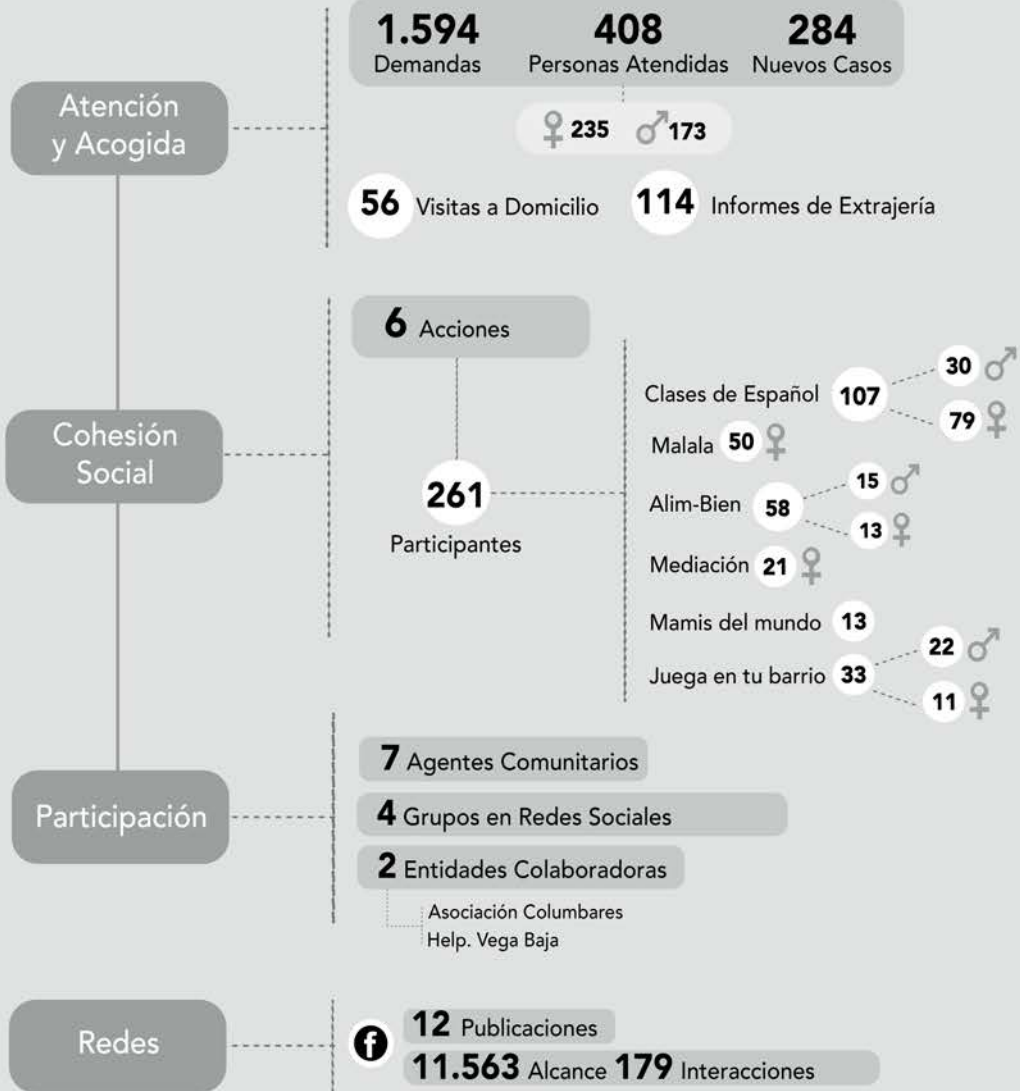 1.594
Demandas
408
Personas Atendidas
284
Nuevos Casos
Atención
y Acogida
235
173
56 Visitas a Domicilio
114 Informes de Extrajería
6 Acciones
Cohesión
Social
261
Participantes
Clases de Español 107
30
79
Malala 50
Alim-Bien 58
15
13
Mediación 21
Mamis del mundo 13
Juega en tu barrio 33
22
11
Participación
7 Agentes Comunitarios
4 Grupos en Redes Sociales
2 Entidades Colaboradoras
Asociación Columbares
Help. Vega Baja
Redes
f
12 Publicaciones
11.563 Alcance 179 Interacciones